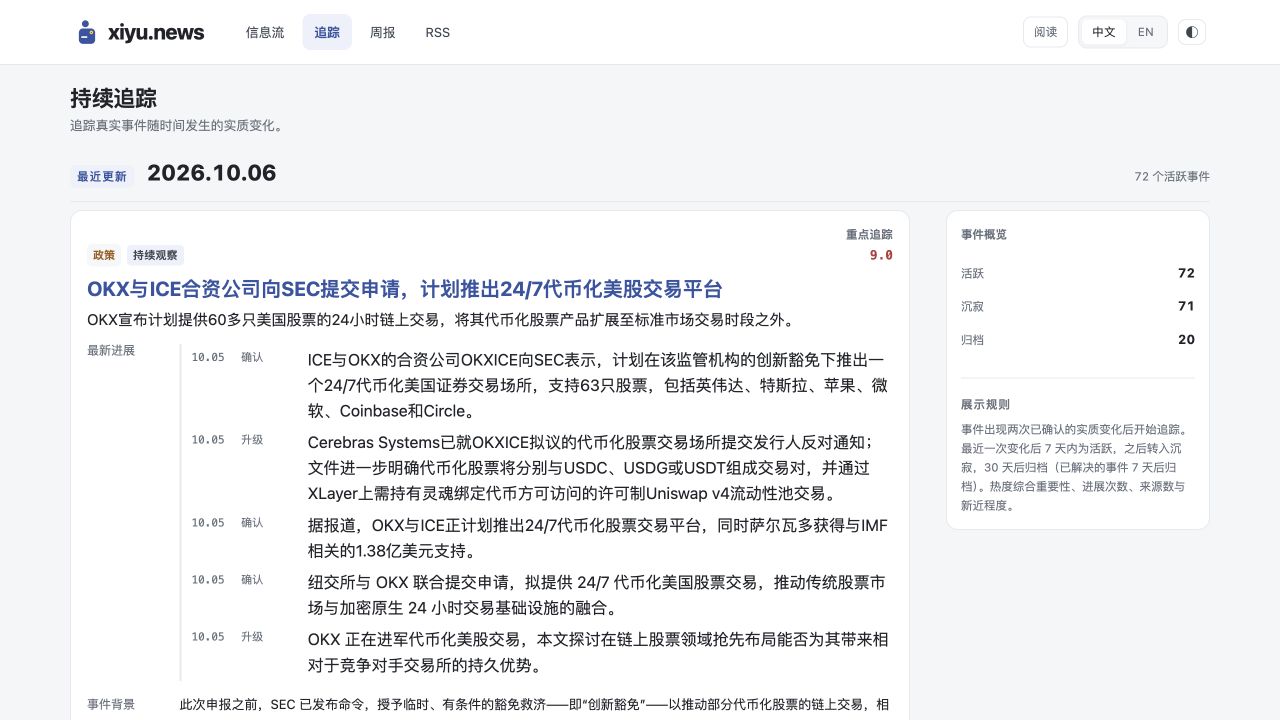 xiyu.news
信息流
追踪
周报
RSS
阅读
中文
EN
持续追踪
追踪真实事件随时间发生的实质变化。
最近更新
2026.10.06
72 个活跃事件
政策
持续观察
重点追踪
9.0
OKX与ICE合资公司向SEC提交申请，计划推出24/7代币化美股交易平台
OKX宣布计划提供60多只美国股票的24小时链上交易，将其代币化股票产品扩展至标准市场交易时段之外。
最新进展
10.05 确认
ICE与OKX的合资公司OKXICE向SEC表示，计划在该监管机构的创新豁免下推出一
个24/7代币化美国证券交易场所，支持63只股票，包括英伟达、特斯拉、苹果、微
软、Coinbase和Circle。
10.05 升级
Cerebras Systems已就OKXICE拟议的代币化股票交易场所提交发行人反对通知；
文件进一步明确代币化股票将分别与USDC、USDG或USDT组成交易对，并通过
XLayer上需持有灵魂绑定代币方可访问的许可制Uniswap v4流动性池交易。
10.05 确认
据报道，OKX与ICE正计划推出24/7代币化股票交易平台，同时萨尔瓦多获得与IMF
相关的1.38亿美元支持。
10.05 确认
纽交所与 OKX 联合提交申请，拟提供 24/7 代币化美国股票交易，推动传统股票市
场与加密原生 24 小时交易基础设施的融合。
10.05 升级
OKX 正在进军代币化美股交易，本文探讨在链上股票领域抢先布局能否为其带来相
对于竞争对手交易所的持久优势。
事件背景
此次申报之前，SEC 已发布命令，授予临时、有条件的豁免救济——即“创新豁免”——以推动部分代币化股票的链上交易，相
事件概览
活跃 72
沉寂 71
归档 20
展示规则
事件出现两次已确认的实质变化后开始追踪。
最近一次变化后 7 天内为活跃，之后转入沉
寂，30 天后归档（已解决的事件 7 天后归
档）。热度综合重要性、进展次数、来源数与
新近程度。